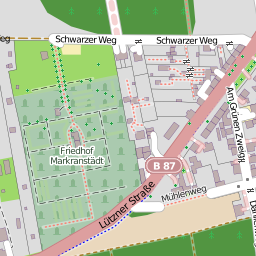 Schwarzer Weg
Schwarzer Weg
Am Grünen Zweig
B 87
Friedhof
Markranstädt
Lützner Straße
Mühlenweg